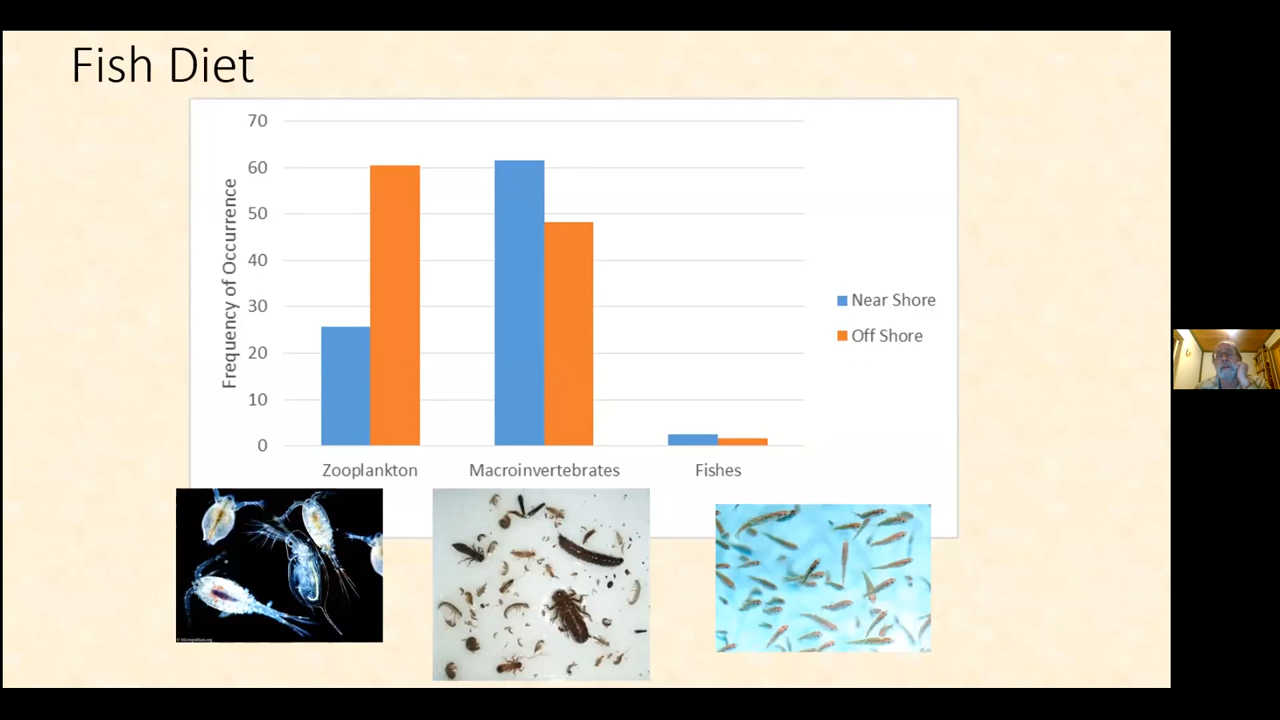 Fish Diet
70
60
50
40
30
20
10
0
Frequency of Occurrence
Zooplankton
Macroinvertebrates
Fishes
Near Shore
Off Shore